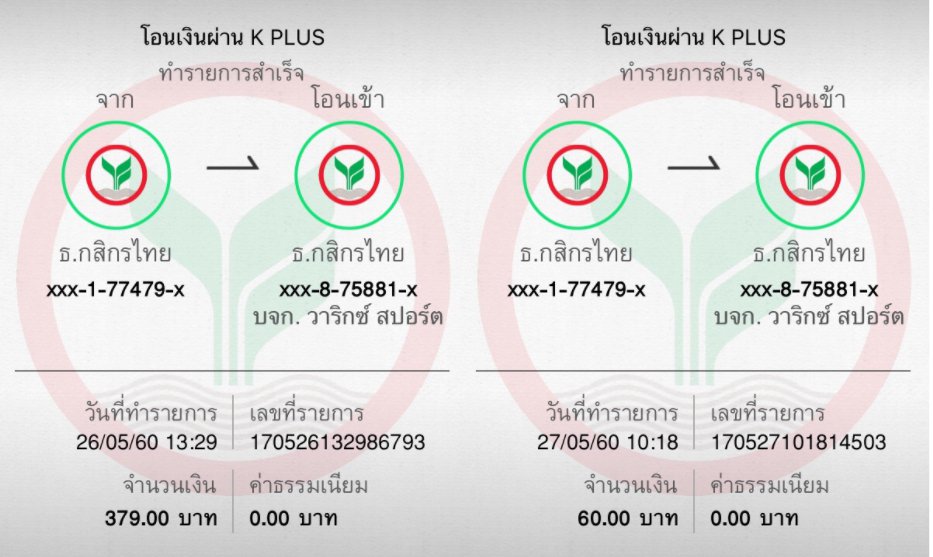 โอนเงินผ่าน K PLUS
ทำรายการสำเร็จ
จาก โอนเข้า
ธ.กสิกรไทย ธ.กสิกรไทย
xxx-1-77479-x xxx-8-75881-x
บจก. วาริกซ์ สปอร์ต
วันที่ทำรายการ เลขที่รายการ
26/05/60 13:29 170526132986793
จำนวนเงิน ค่าธรรมเนียม
379.00 บาท 0.00 บาท
โอนเงินผ่าน K PLUS
ทำรายการสำเร็จ
จาก โอนเข้า
ธ.กสิกรไทย ธ.กสิกรไทย
xxx-1-77479-x xxx-8-75881-x
บจก. วาริกซ์ สปอร์ต
วันที่ทำรายการ เลขที่รายการ
27/05/60 10:18 170527101814503
จำนวนเงิน ค่าธรรมเนียม
60.00 บาท 0.00 บาท